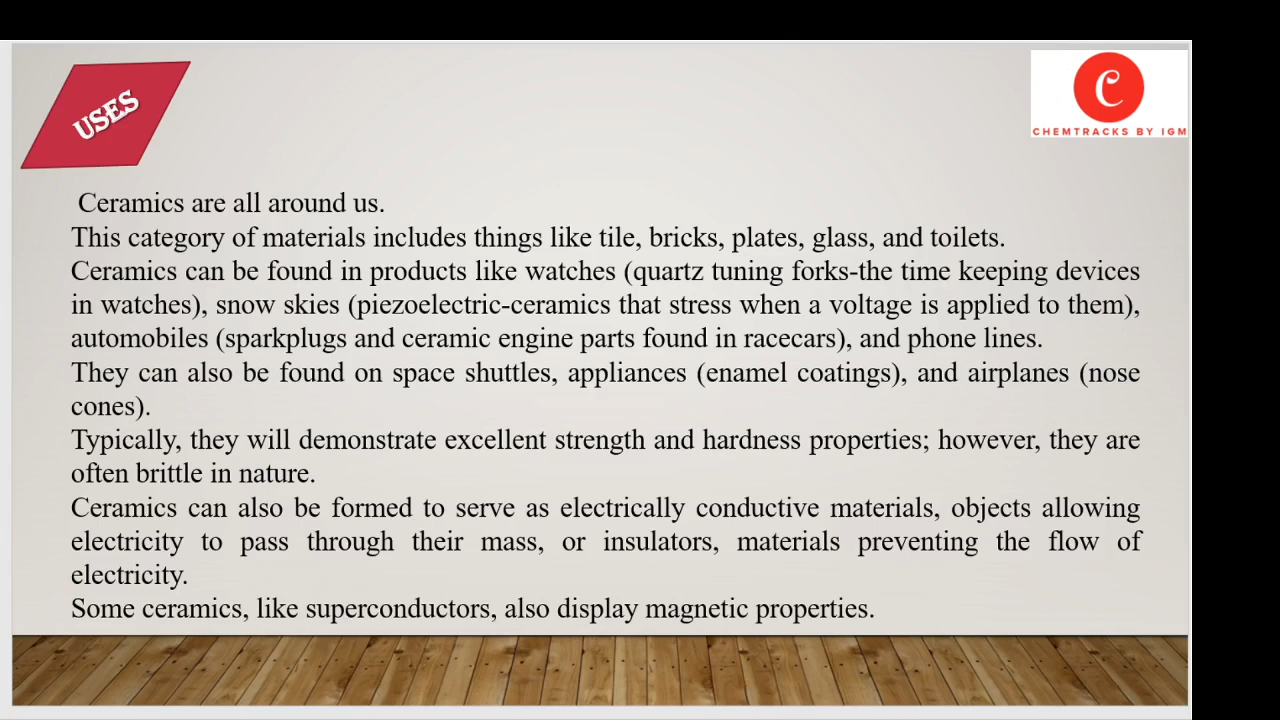 USES
C
CHEMTRACKS BY IGM
Ceramics are all around us.
This category of materials includes things like tile, bricks, plates, glass, and toilets.
Ceramics can be found in products like watches (quartz tuning forks-the time keeping devices
in watches), snow skies (piezoelectric-ceramics that stress when a voltage is applied to them),
automobiles (sparkplugs and ceramic engine parts found in racecars), and phone lines.
They can also be found on space shuttles, appliances (enamel coatings), and airplanes (nose
cones).
Typically, they will demonstrate excellent strength and hardness properties; however, they are
often brittle in nature.
Ceramics can also be formed to serve as electrically conductive materials, objects allowing
electricity to pass through their mass, or insulators, materials preventing the flow of
electricity.
Some ceramics, like superconductors, also display magnetic properties.